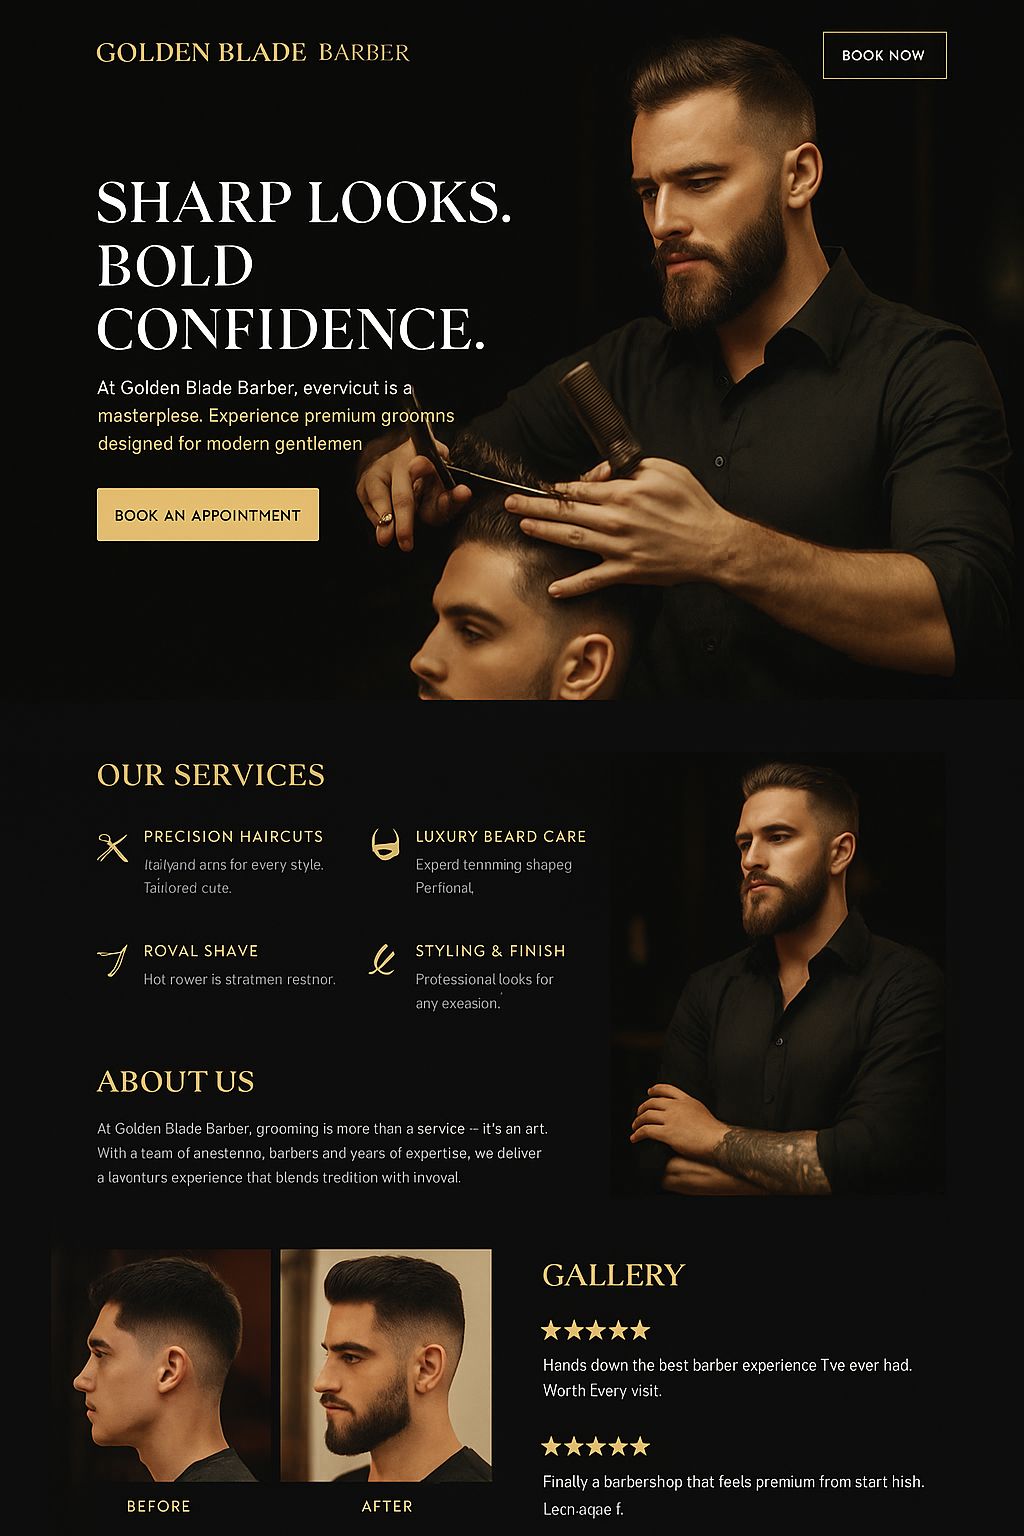 GOLDEN BLADE BARBER
BOOK NOW
SHARP LOOKS.
BOLD
CONFIDENCE.
At Golden Blade Barber, evervicut is a
masterplese. Experience premium groomns
designed for modern gentlemen
BOOK AN APPOINTMENT
OUR SERVICES
PRECISION HAIRCUTS
arns for every style.
Taiilored cute.
LUXURY BEARD CARE
Experd tennming shapeg
Perfional,
ROVAL SHAVE
Hot rower is stratmen restnor.
STYLING & FINISH
Professional looks for
any exeasion.
ABOUT US
At Golden Blade Barber, grooming is more than a service – it's an art.
With a team of anestenno, barbers and years of expertise, we deliver
a lavonturs experience that blends tredition with invoval.
BEFORE
AFTER
GALLERY
★★★★★
Hands down the best barber experience Tve ever had.
Worth Every visit.
★★★★★
Finally a barbershop that feels premium from start hish.
Lecn·aqae f.